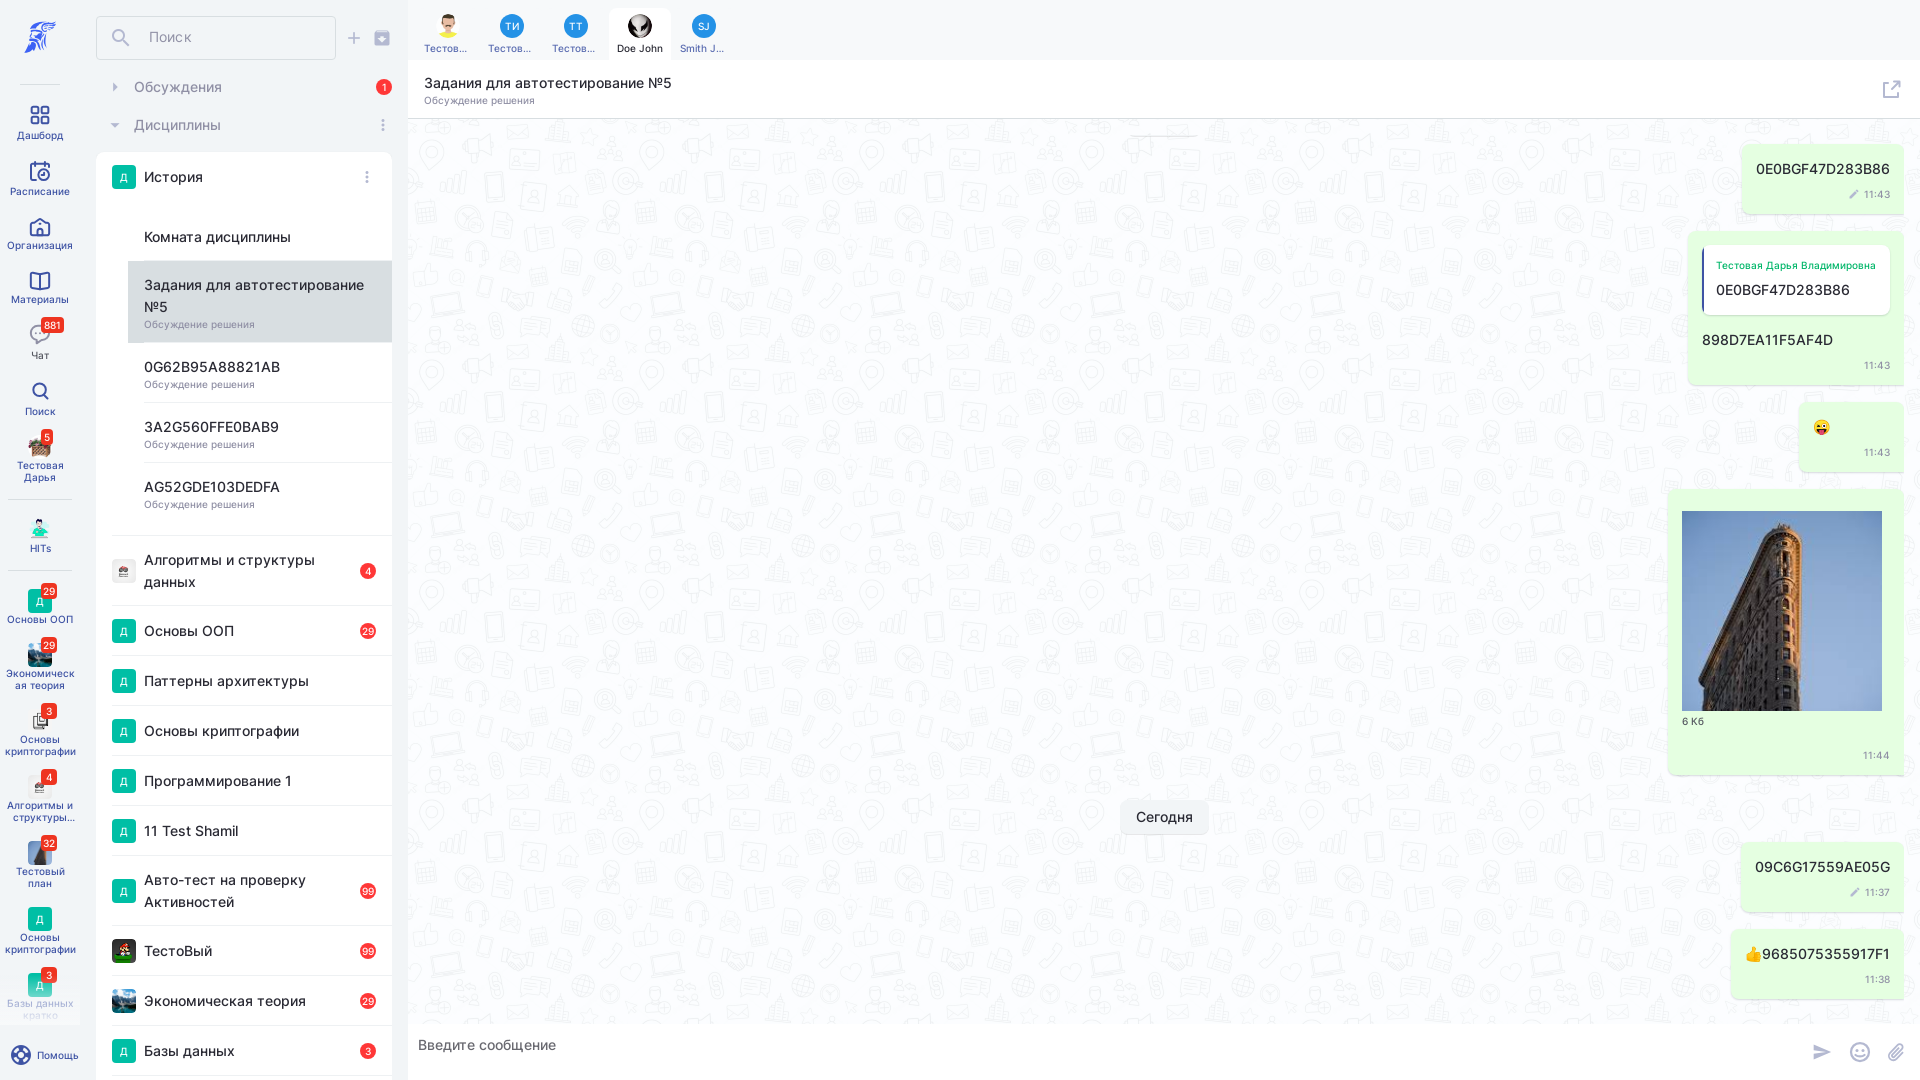 Дашборд
Расписание
Организация
Материалы
881
Чат
Поиск
5
Тестовая
Дарья
HITs
29
Д
Основы ООП
29
Экономическ
ая теория
3
Основы
криптографии
4
Алгоритмы и
структуры...
32
Тестовый
план
Д
Основы
криптографии
3
Д
Базы данных
кратко
Помощь
Поиск
Обсуждения
1
Дисциплины
Д
История
Комната дисциплины
Задания для автотестирование
№5
Обсуждение решения
0G62B95A88821AB
Обсуждение решения
3A2G560FFE0BAB9
Обсуждение решения
AG52GDE103DEDFA
Обсуждение решения
Алгоритмы и структуры
данных
4
Д
Основы ООП
29
Д
Паттерны архитектуры
Д
Основы криптографии
Д
Программирование 1
Д
11 Test Shamil
Д
Авто-тест на проверку
Активностей
99
ТестоВый
99
Экономическая теория
29
Д
Базы данных
3
Тестов...
ТИ
Тестов...
ТТ
Тестов...
Doe John
SJ
Smith J...
Задания для автотестирование №5
Обсуждение решения
0E0BGF47D283B86
11:43
Тестовая Дарья Владимировна
0E0BGF47D283B86
898D7EA11F5AF4D
11:43
😜
11:43
6 Кб
11:44
Сегодня
09C6G17559AE05G
11:37
👍9685075355917F1
11:38
Введите сообщение